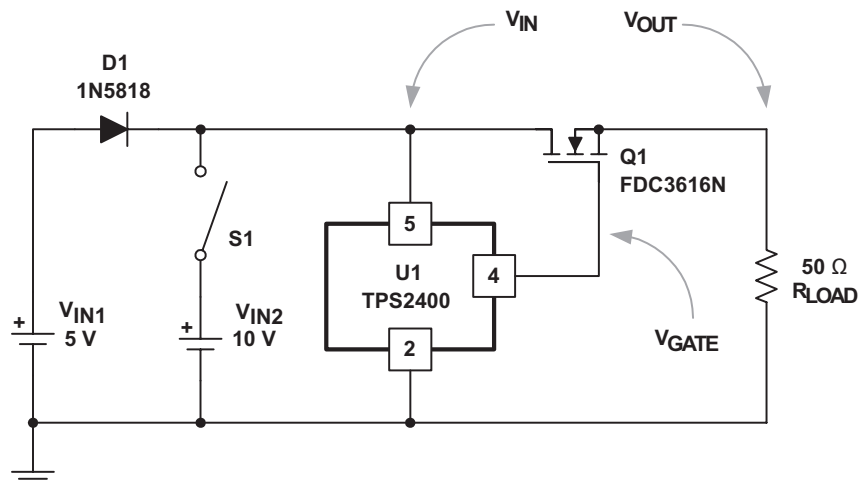 VIN
VOUT
D1
1N5818
Q1
FDC3616N
5
S1
U1
TPS2400
4
50 Ω
RLOAD
+
VIN1
5 V
+
VIN2
10 V
2
VGATE